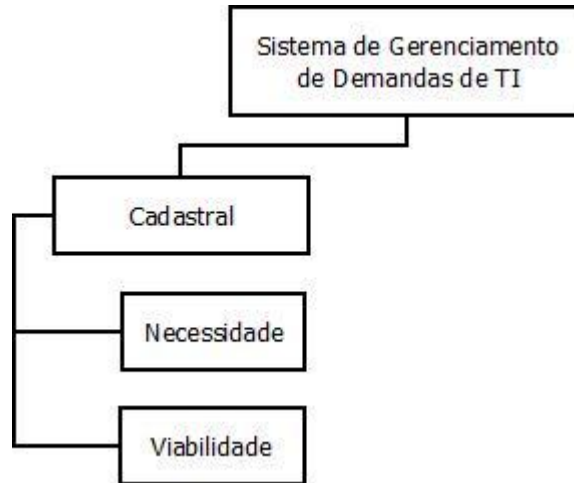 Sistema de Gerenciamento
de Demandas de TI
Cadastral
Necessidade
Viabilidade